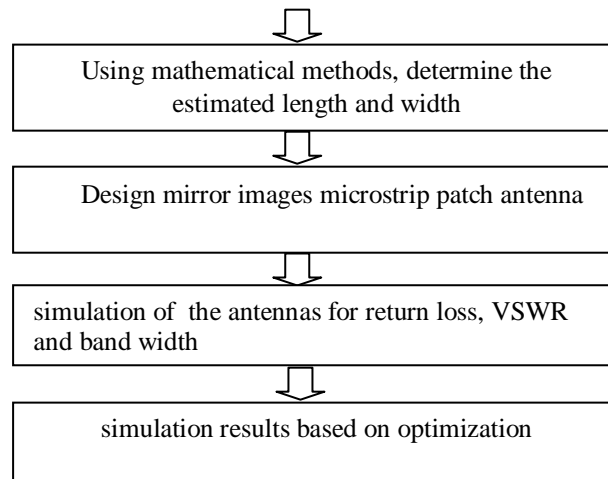 Using mathematical methods, determine the
estimated length and width
Design mirror images microstrip patch antenna
simulation of the antennas for return loss, VSWR
and band width
simulation results based on optimization